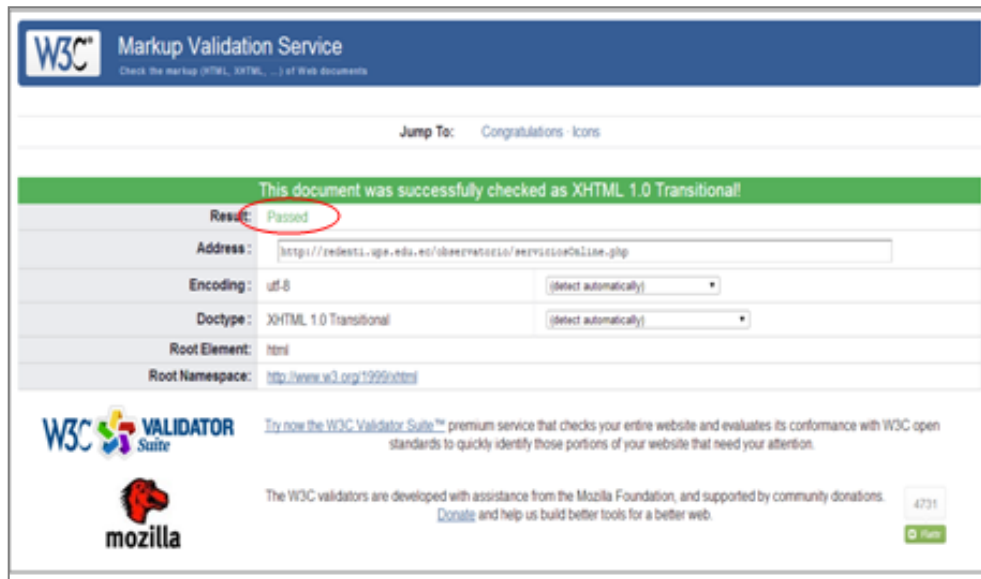 W3C® Markup Validation Service
Check the markup (HTML, XHTML, ...) of Web documents
Jump To: Congratulations · Icons
This document was successfully checked as XHTML 1.0 Transitional!
Result: Passed
Address : http://redesti.ups.edu.ec/observatorio/serviciosOnline.php
Encoding : utf-8 (detect automatically)
Doctype : XHTML 1.0 Transitional (detect automatically)
Root Element: html
Root Namespace: http://www.w3.org/1999/xhtml
W3C VALIDATOR Suite
Try now the W3C Validator Suite™ premium service that checks your entire website and evaluates its conformance with W3C open
standards to quickly identify those portions of your website that need your attention.
mozilla
The W3C validators are developed with assistance from the Mozilla Foundation, and supported by community donations.
Donate and help us build better tools for a better web.
4731